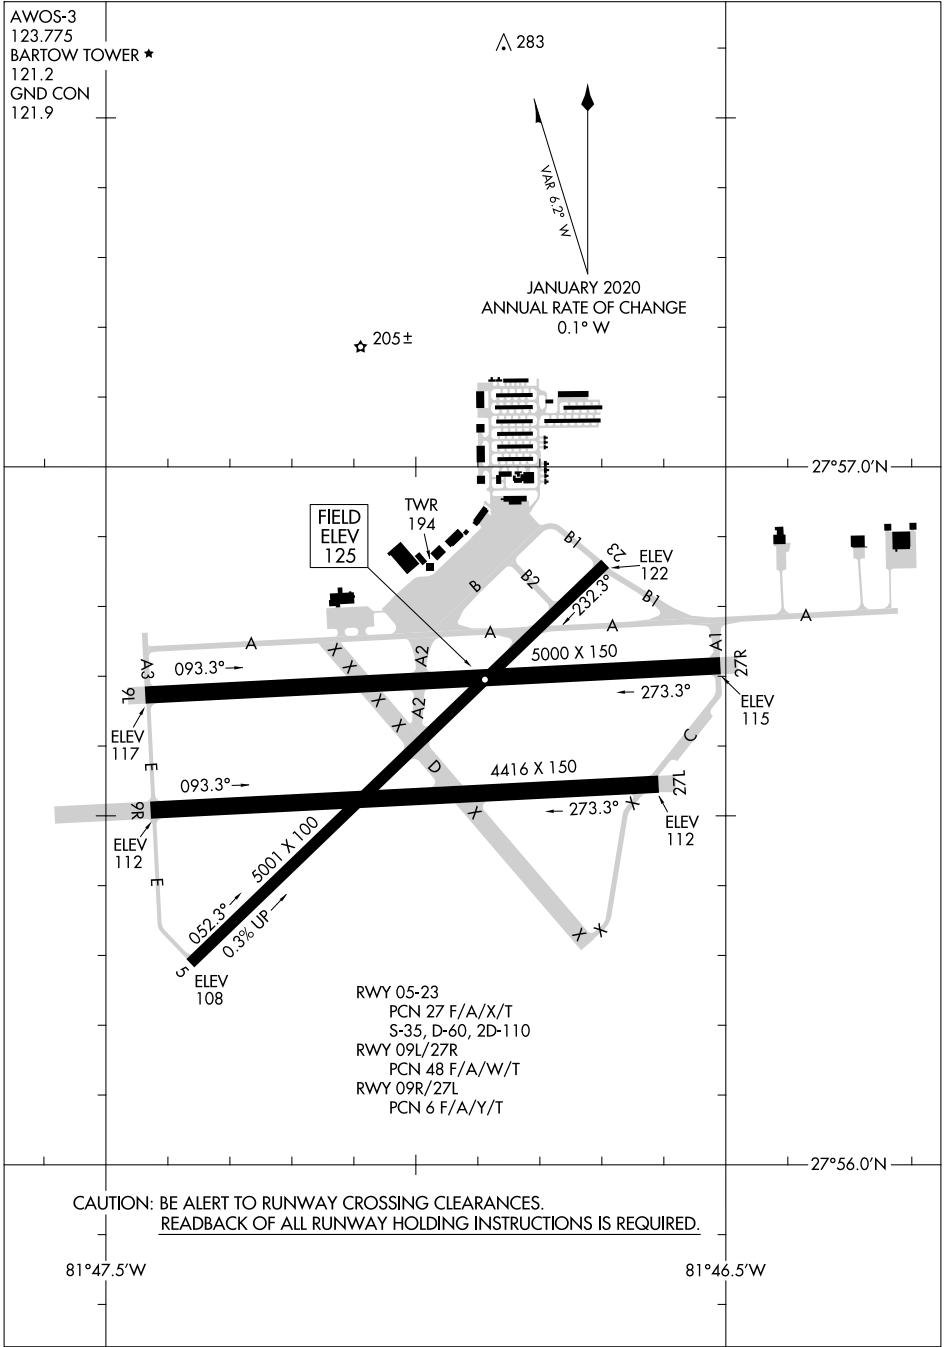 AWOS-3
123.775
BARTOW TOWER ★
121.2
GND CON
121.9
283
VAR 6.2° W
JANUARY 2020
ANNUAL RATE OF CHANGE
0.1° W
205±
27°57.0'N
FIELD
ELEV
125
TWR
194
B1
23
ELEV
122
B
B2
B1
232.3°
A
A
A
A
A1
A2
X
X
5000 X 150
A3
093.3°
27R
9L
273.3°
X
A2
X
ELEV
115
C
ELEV
117
E
D
4416 X 150
27L
093.3°
9R
X
273.3°
X
ELEV
112
ELEV
112
5001 X 100
E
052.3°
0.3% UP
X
X
5
ELEV
108
RWY 05-23
PCN 27 F/A/X/T
S-35, D-60, 2D-110
RWY 09L/27R
PCN 48 F/A/W/T
RWY 09R/27L
PCN 6 F/A/Y/T
27°56.0'N
CAUTION: BE ALERT TO RUNWAY CROSSING CLEARANCES.
READBACK OF ALL RUNWAY HOLDING INSTRUCTIONS IS REQUIRED.
81°47.5'W
81°46.5'W